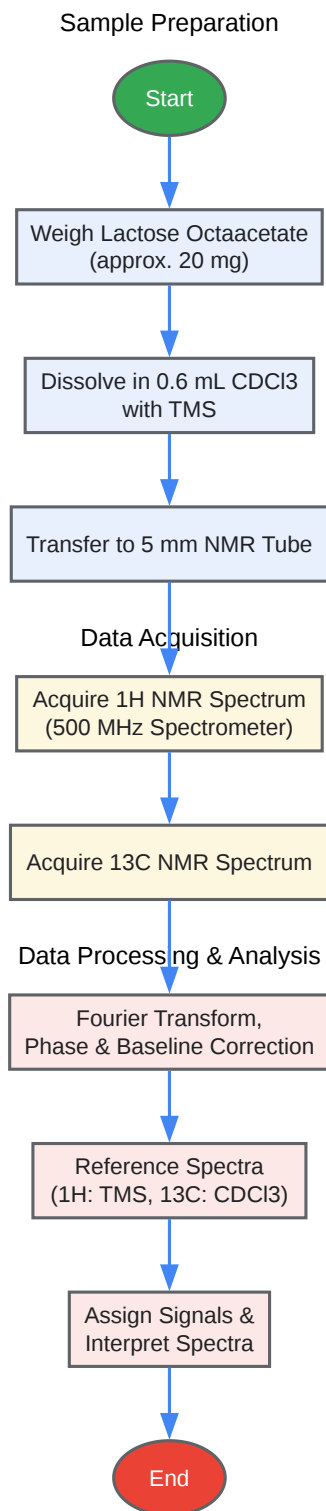 Sample Preparation
Start
Weigh Lactose Octaacetate
(approx. 20 mg)
Dissolve in 0.6 mL CDCl3
with TMS
Transfer to 5 mm NMR Tube
Data Acquisition
Acquire 1H NMR Spectrum
(500 MHz Spectrometer)
Acquire 13C NMR Spectrum
Data Processing & Analysis
Fourier Transform,
Phase & Baseline Correction
Reference Spectra
(1H: TMS, 13C: CDCl3)
Assign Signals &
Interpret Spectra
End